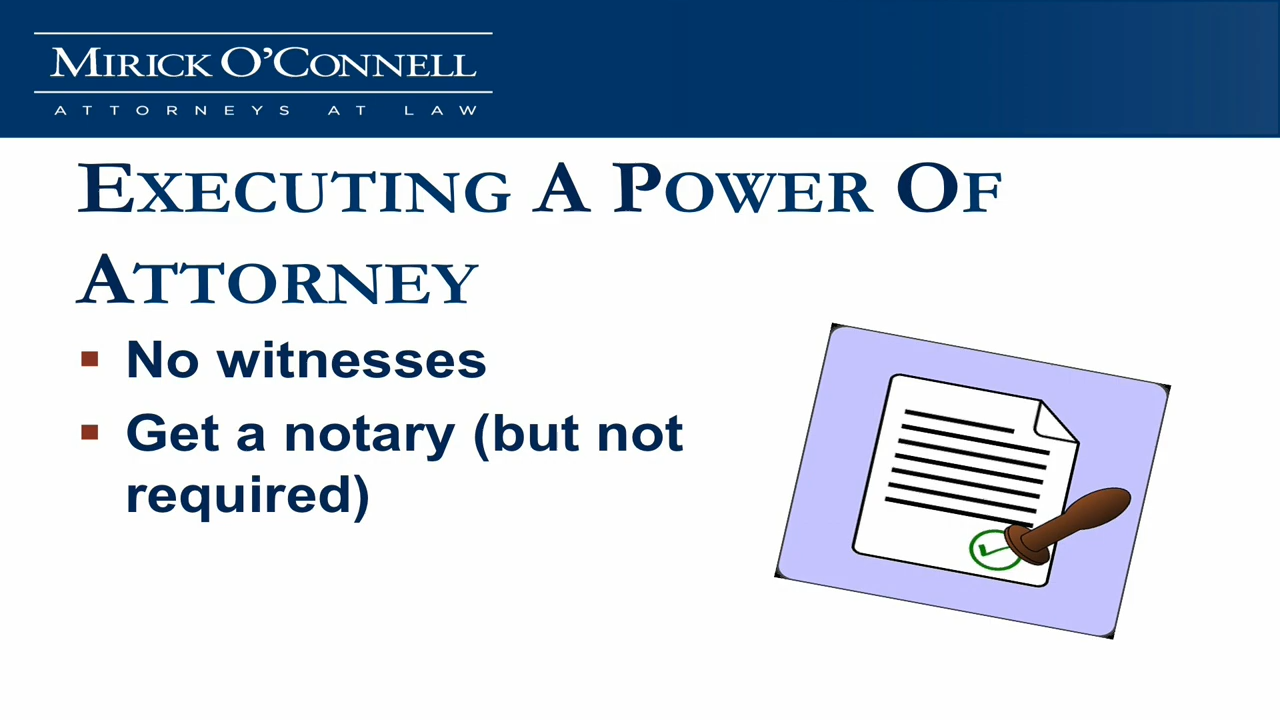 MIRICK O'CONNELL
ATTORNEYS AT LAW
EXECUTING A POWER OF
ATTORNEY
▪ No witnesses
▪ Get a notary (but not
required)